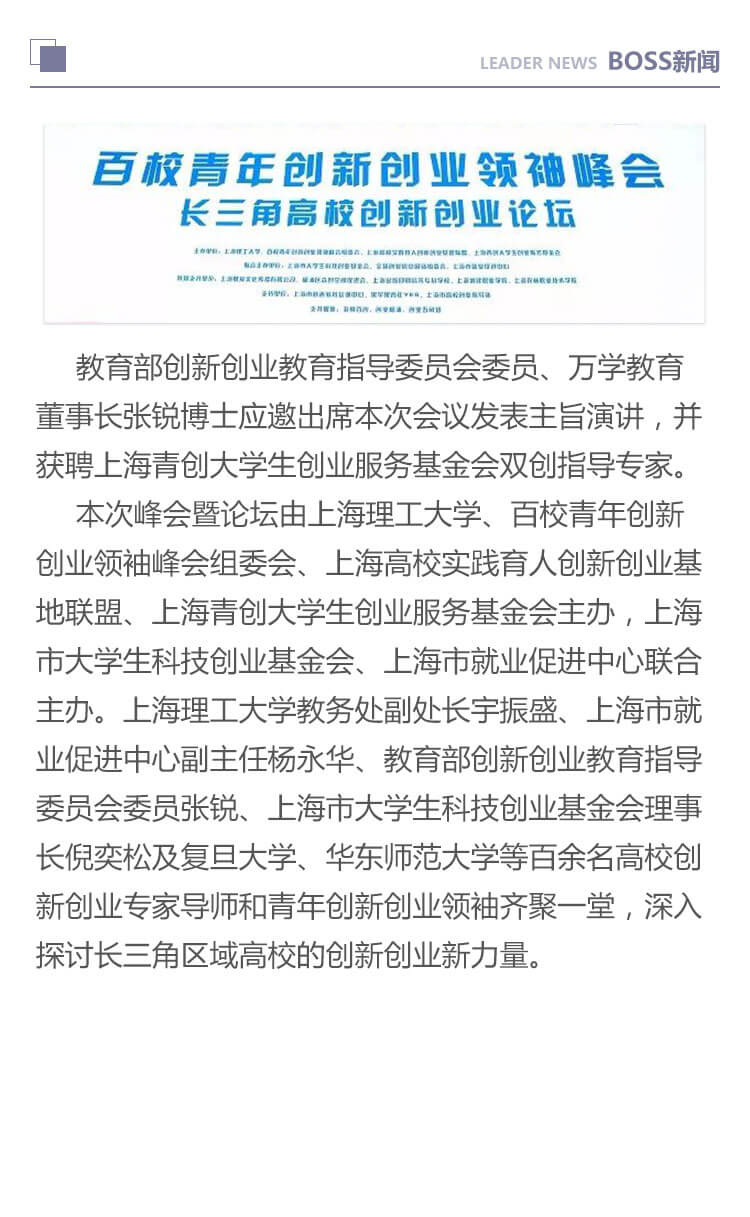 LEADER NEWS BOSS新闻
百校青年创新创业领袖峰会
长三角高校创新创业论坛
教育部创新创业教育指导委员会委员、万学教育
董事长张锐博士应邀出席本次会议发表主旨演讲，并
获聘上海青创大学生创业服务基金会双创指导专家。
本次峰会暨论坛由上海理工大学、百校青年创新
创业领袖峰会组委会、上海高校实践育人创新创业基
地联盟、上海青创大学生创业服务基金会主办，上海
市大学生科技创业基金会、上海市就业促进中心联合
主办。上海理工大学教务处副处长宇振盛、上海市就
业促进中心副主任杨永华、教育部创新创业教育指导
委员会委员张锐、上海市大学生科技创业基金会理事
长倪奕松及复旦大学、华东师范大学等百余名高校创
新创业专家导师和青年创新创业领袖齐聚一堂，深入
探讨长三角区域高校的创新创业新力量。